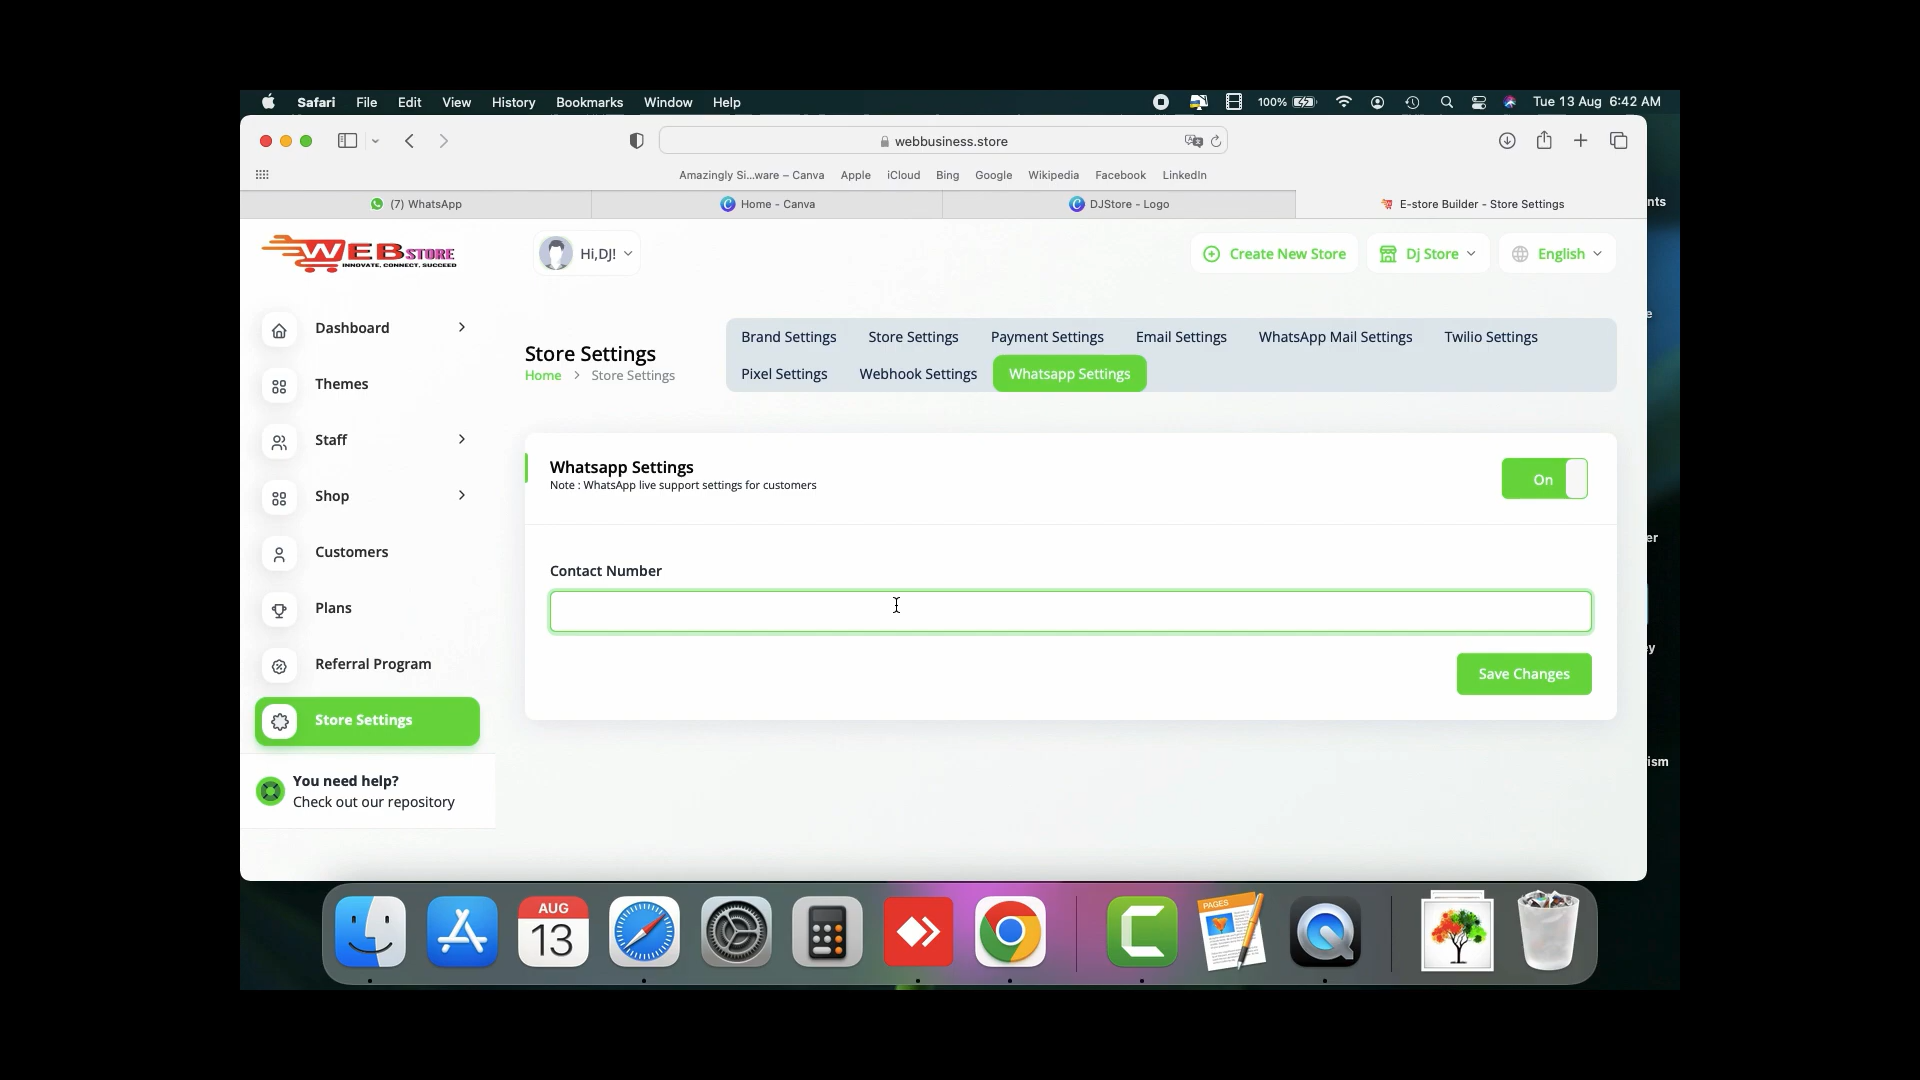 Safari File Edit View History Bookmarks Window Help
100% Tue 13 Aug 6:42 AM
webbusiness.store
Amazingly Si...ware – Canva Apple iCloud Bing Google Wikipedia Facebook LinkedIn
(7) WhatsApp
Home - Canva
DJStore - Logo
E-store Builder - Store Settings
nts
WEB STORE
INNOVATE, CONNECT, SUCCEED
Hi,DJ!
Create New Store
Dj Store
English
Dashboard
Themes
Staff
Shop
Customers
Plans
Referral Program
Store Settings
You need help?
Check out our repository
Store Settings
Home > Store Settings
Brand Settings Store Settings Payment Settings Email Settings WhatsApp Mail Settings Twilio Settings
Pixel Settings Webhook Settings Whatsapp Settings
Whatsapp Settings
Note : WhatsApp live support settings for customers
On
Contact Number
Save Changes
e
er
ey
ism
AUG
13
PAGES